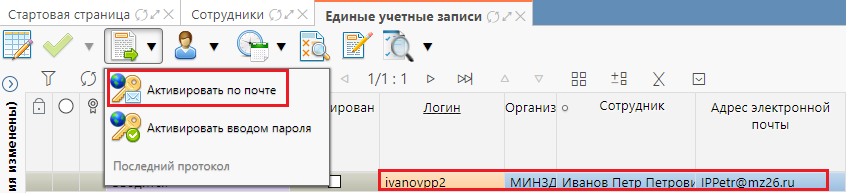 Стартовая страница
Сотрудники
Единые учетные записи
1/1 : 1
Активировать по почте
Активировать вводом пароля
Последний протокол
ия изменены)
ирован
Логин
Организ
Сотрудник
Адрес электронной
почты
ivanovpp2
МИНЗД
Иванов Петр Петрови
IPPetr@mz26.ru